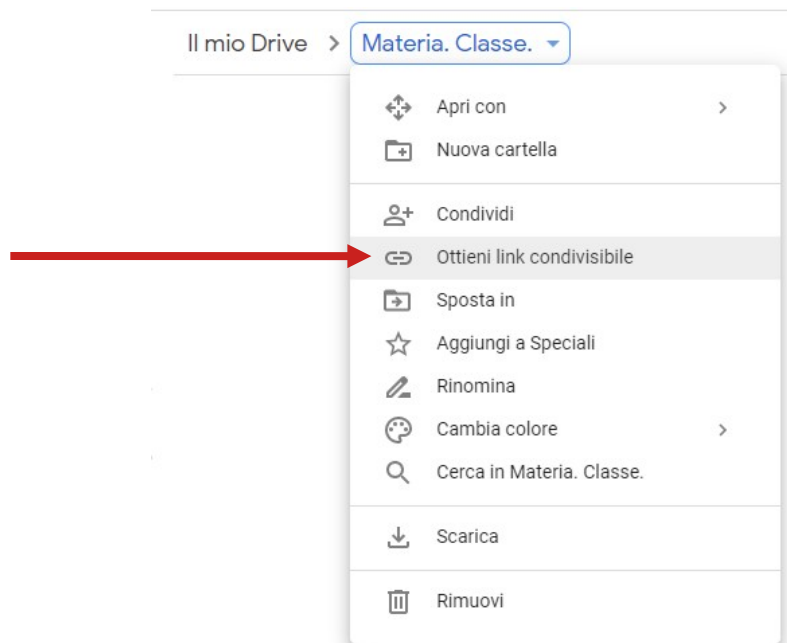 Il mio Drive > Materia. Classe.
Apri con
Nuova cartella
Condividi
Ottieni link condivisibile
Sposta in
Aggiungi a Speciali
Rinomina
Cambia colore
Cerca in Materia. Classe.
Scarica
Rimuovi